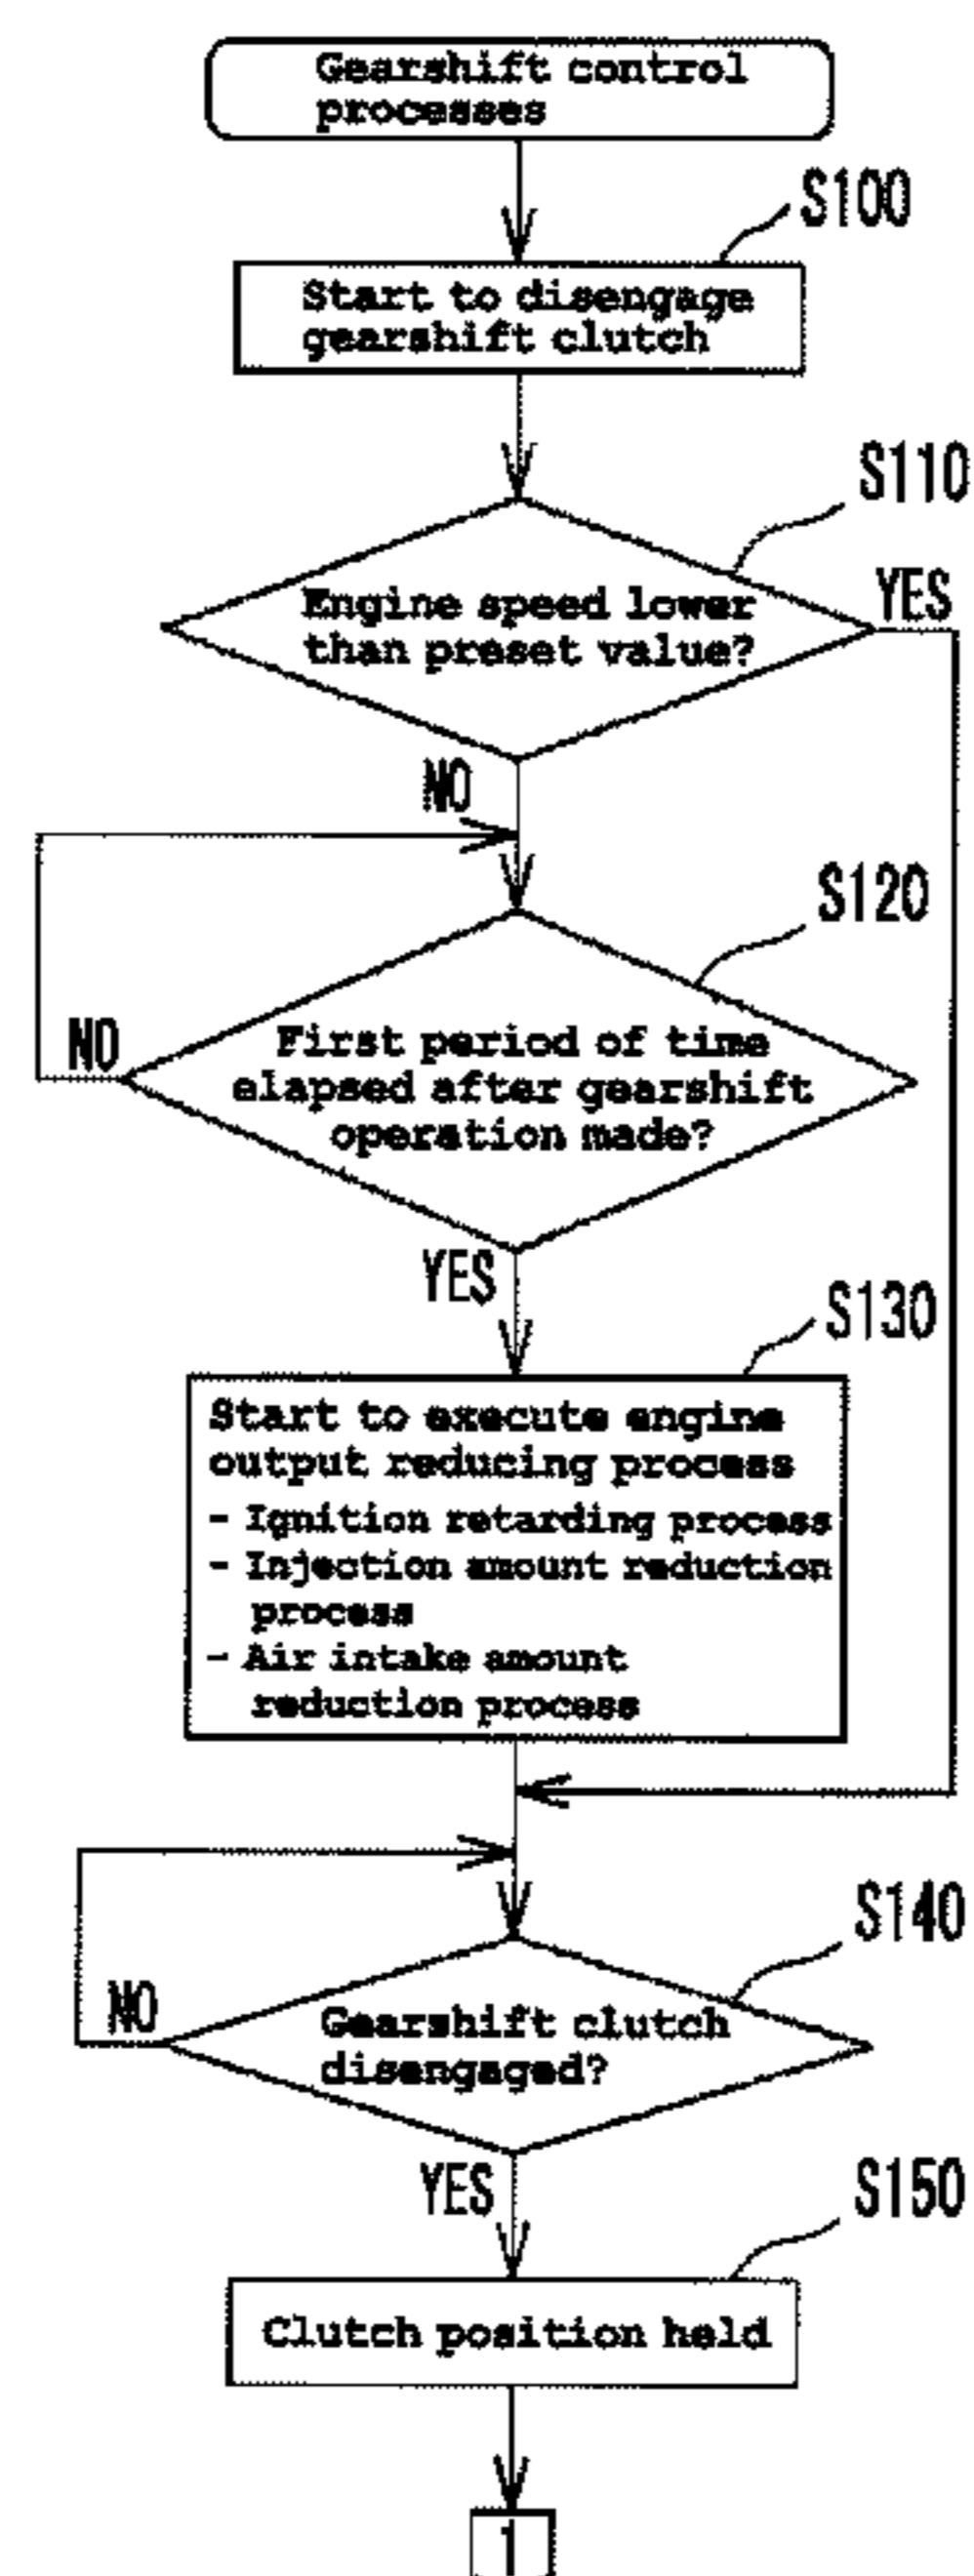 Gearshift control
processes
S100
Start to disengage
gearshift clutch
S110
Engine speed lower
than preset value?
YES
NO
S120
First period of time
elapsed after gearshift
operation made?
NO
YES
S130
Start to execute engine
output reducing process
- Ignition retarding process
- Injection amount reduction
process
- Air intake amount
reduction process
S140
Gearshift clutch
disengaged?
NO
YES
S150
Clutch position held
1